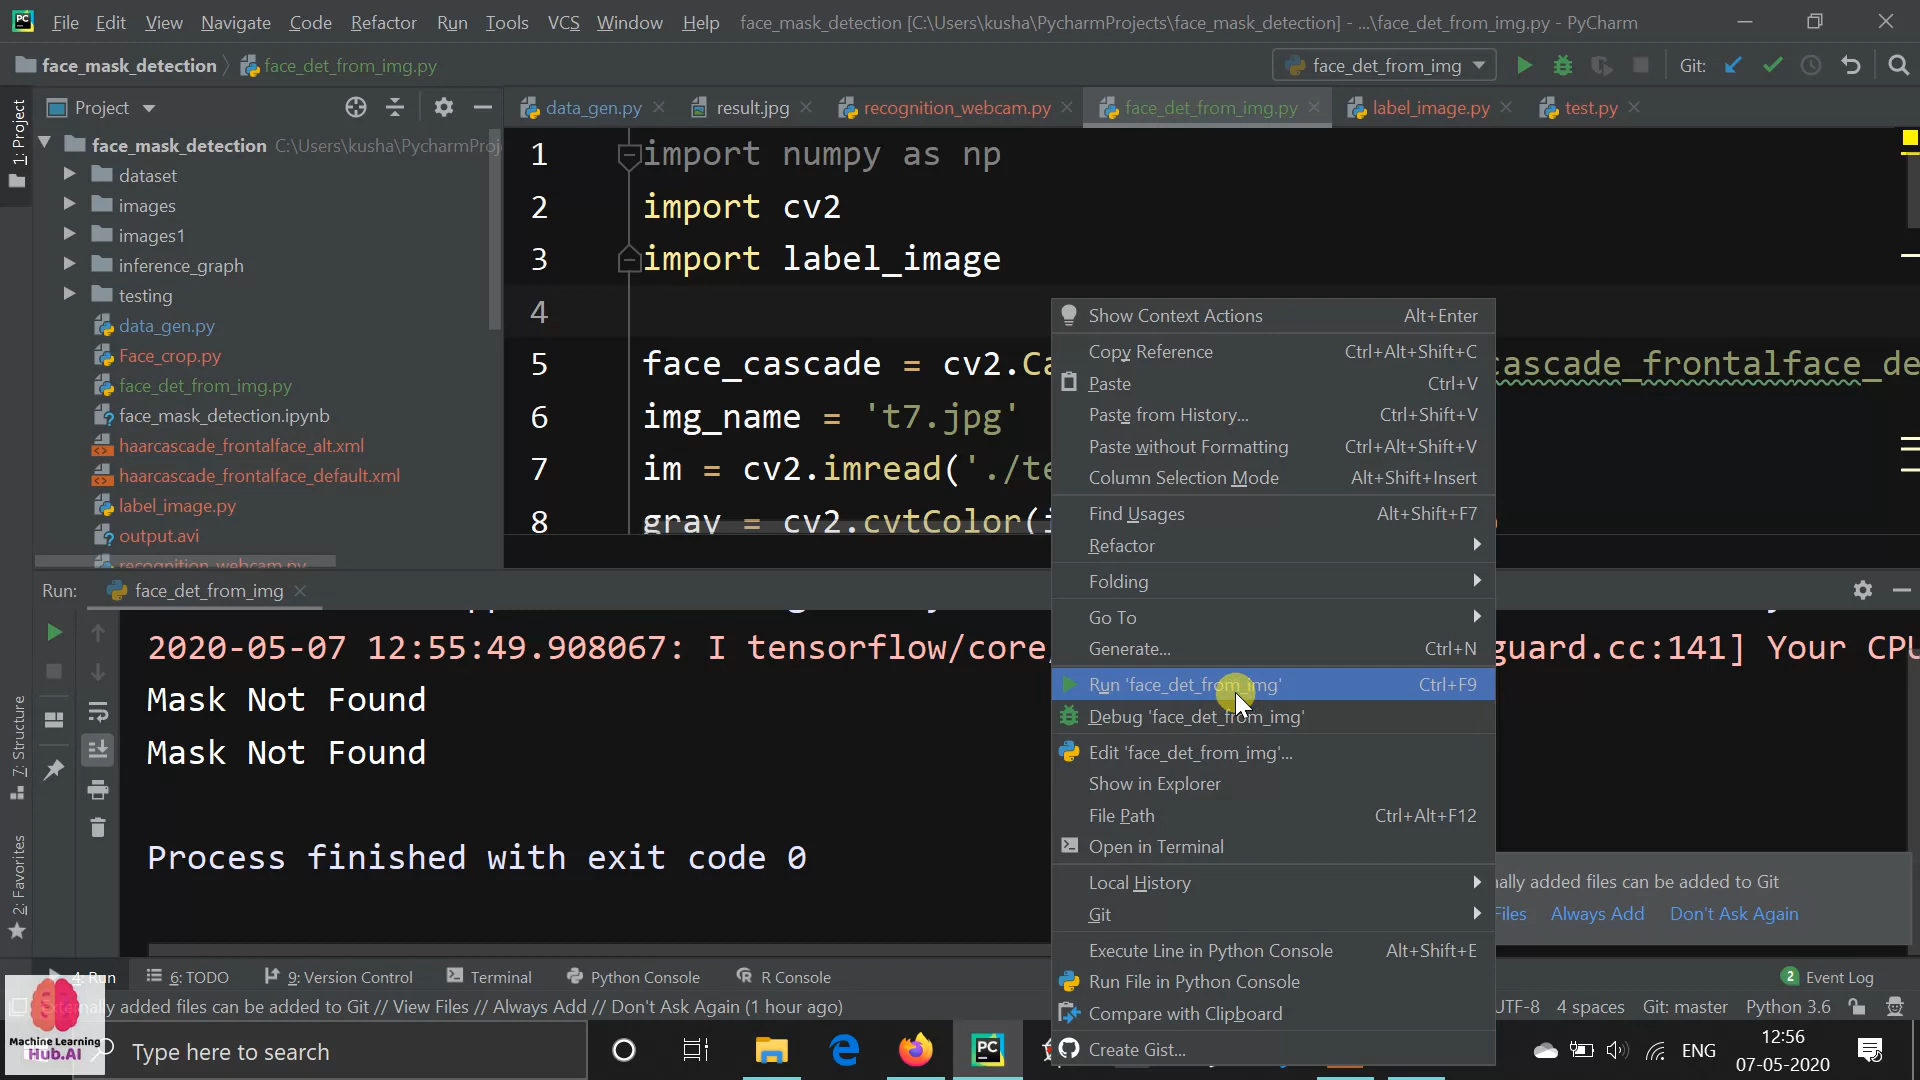 File Edit View Navigate Code Refactor Run Tools VCS Window Help face_mask_detection [C:\Users\kusha\PycharmProjects\face_mask_detection] - ...\face_det_from_img.py - PyCharm
face_mask_detection face_det_from_img.py face_det_from_img Git:
Project
data_gen.py result.jpg recognition_webcam.py face_det_from_img.py label_image.py test.py
1: Project
face_mask_detection C:\Users\kusha\PycharmProj
dataset
images
images1
inference_graph
testing
data_gen.py
Face_crop.py
face_det_from_img.py
face_mask_detection.ipynb
haarcascade_frontalface_alt.xml
haarcascade_frontalface_default.xml
label_image.py
output.avi
recognition_webcam.py
1 import numpy as np
2 import cv2
3 import label_image
4
5 face_cascade = cv2.Ca ascade_frontalface_de
6 img_name = 't7.jpg'
7 im = cv2.imread('./te
8 gray = cv2.cvtColor(i
Show Context Actions Alt+Enter
Copy Reference Ctrl+Alt+Shift+C
Paste Ctrl+V
Paste from History... Ctrl+Shift+V
Paste without Formatting Ctrl+Alt+Shift+V
Column Selection Mode Alt+Shift+Insert
Find Usages Alt+Shift+F7
Refactor
Folding
Go To
Generate... Ctrl+N
Run 'face_det_from_img' Ctrl+F9
Debug 'face_det_from_img'
Edit 'face_det_from_img'...
Show in Explorer
File Path Ctrl+Alt+F12
Open in Terminal
Local History
Git
Execute Line in Python Console Alt+Shift+E
Run File in Python Console
Compare with Clipboard
Create Gist...
Run: face_det_from_img
2020-05-07 12:55:49.908067: I tensorflow/core/ guard.cc:141] Your CPU
Mask Not Found
Mask Not Found
Process finished with exit code 0
7: Structure
2: Favorites
nally added files can be added to Git
Files Always Add Don't Ask Again
4: Run 6: TODO 9: Version Control Terminal Python Console R Console
2 Event Log
ternally added files can be added to Git // View Files // Always Add // Don't Ask Again (1 hour ago)
UTF-8 4 spaces Git: master Python 3.6
Machine Learning
Hub.AI
Type here to search
PC
ENG
12:56
07-05-2020